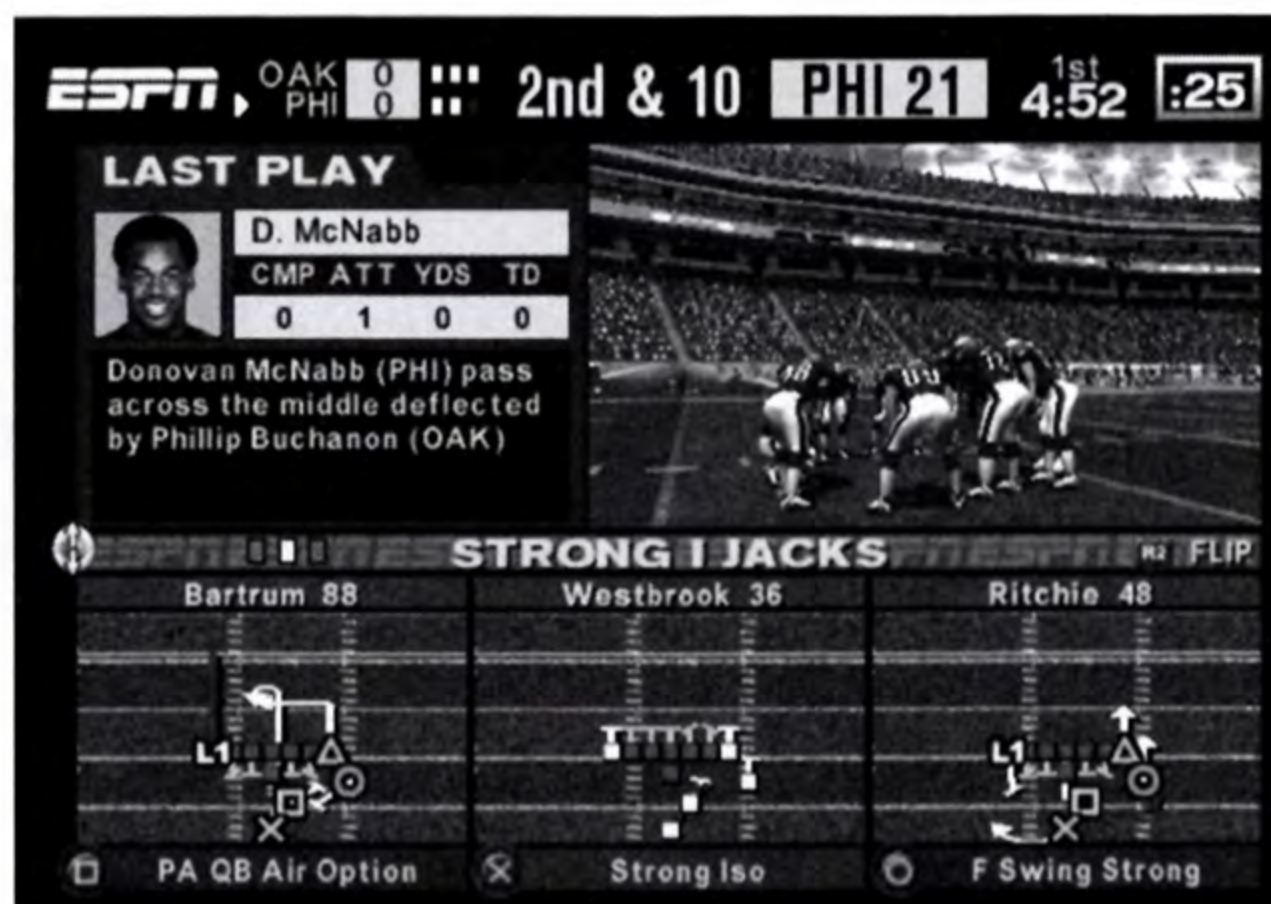 ESPN OAK 0 2nd & 10 PHI 21 1st 4:52 :25
PHI 0
LAST PLAY
D. McNabb
CMP ATT YDS TD
0 1 0 0
Donovan McNabb (PHI) pass
across the middle deflected
by Phillip Buchanon (OAK)
STRONG I JACKS R2 FLIP
Bartrum 88 Westbrook 36 Ritchie 48
L1 L1
PA QB Air Option Strong Iso F Swing Strong